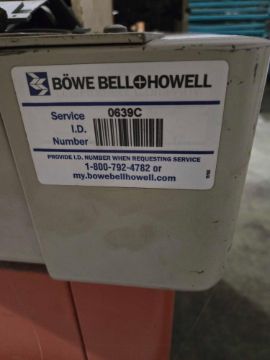 BÖWE BELL+HOWELL
Service
I.D.
Number
0639C
PROVIDE I.D. NUMBER WHEN REQUESTING SERVICE
1-800-792-4782 or
my.bowebellhowell.com